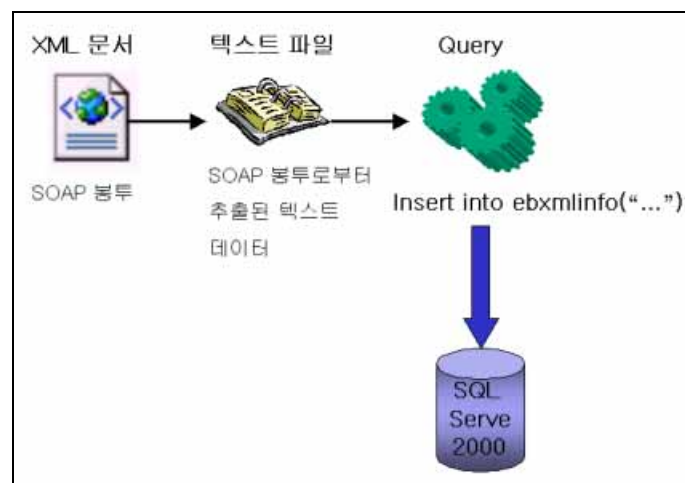 XML 문서
텍스트 파일
Query
SOAP 봉투
SOAP 봉투로부터
추출된 텍스트
데이터
Insert into ebxmlinfo("...")
SQL
Serve
2000